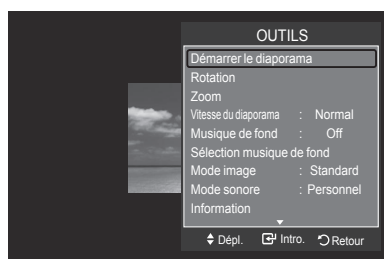 OUTILS
Démarrer le diaporama
Rotation
Zoom
Vitesse du diaporama : Normal
Musique de fond : Off
Sélection musique de fond
Mode image : Standard
Mode sonore : Personnel
Information
Dépl. Intro. Retour